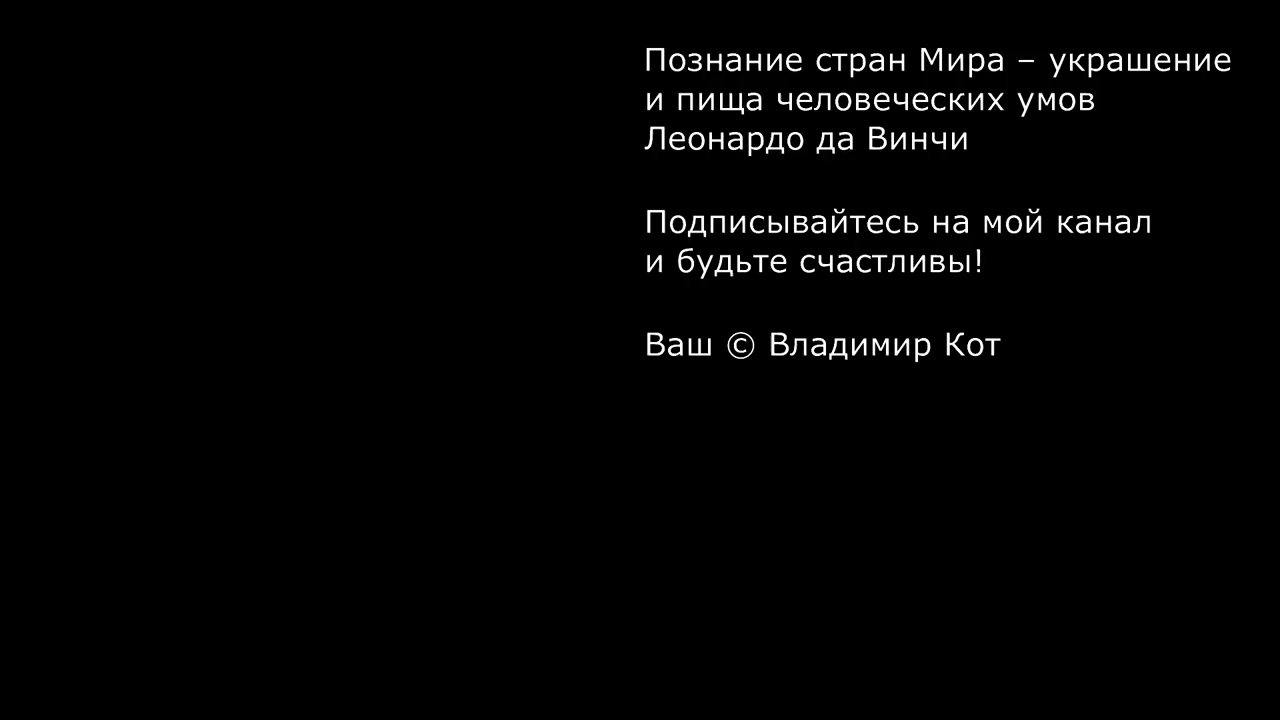 Познание стран Мира – украшение
и пища человеческих умов
Леонардо да Винчи
Подписывайтесь на мой канал
и будьте счастливы!
Ваш © Владимир Кот